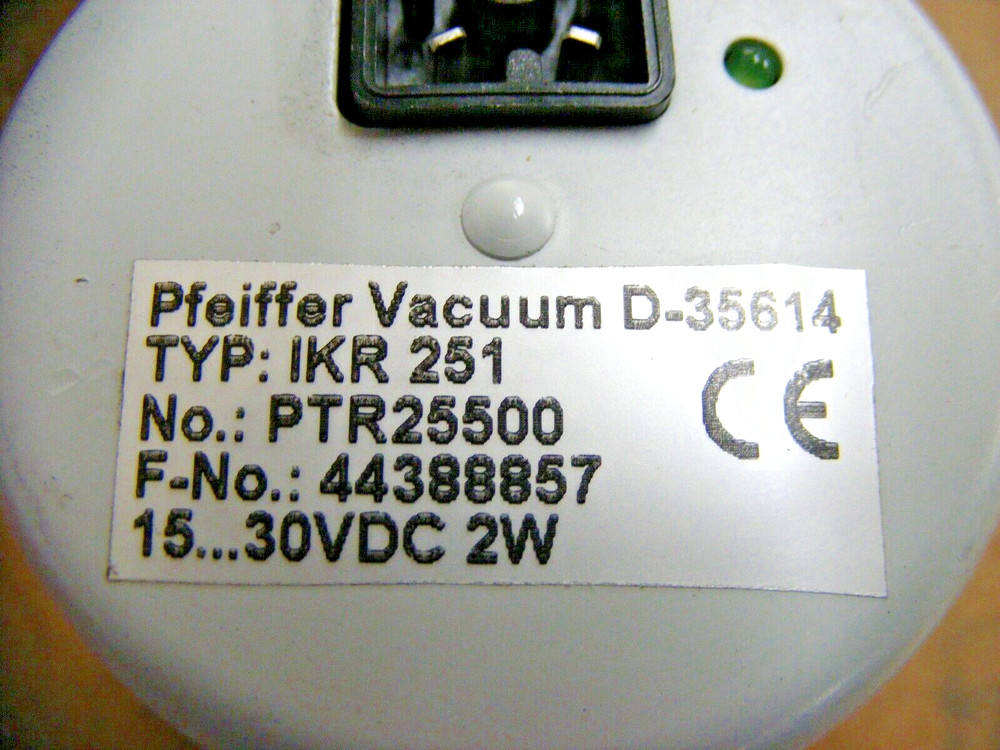 Pfeiffer Vacuum D-35614
TYP: IKR 251
No.: PTR25500
F-No.: 44388857
15...30VDC 2W
CE